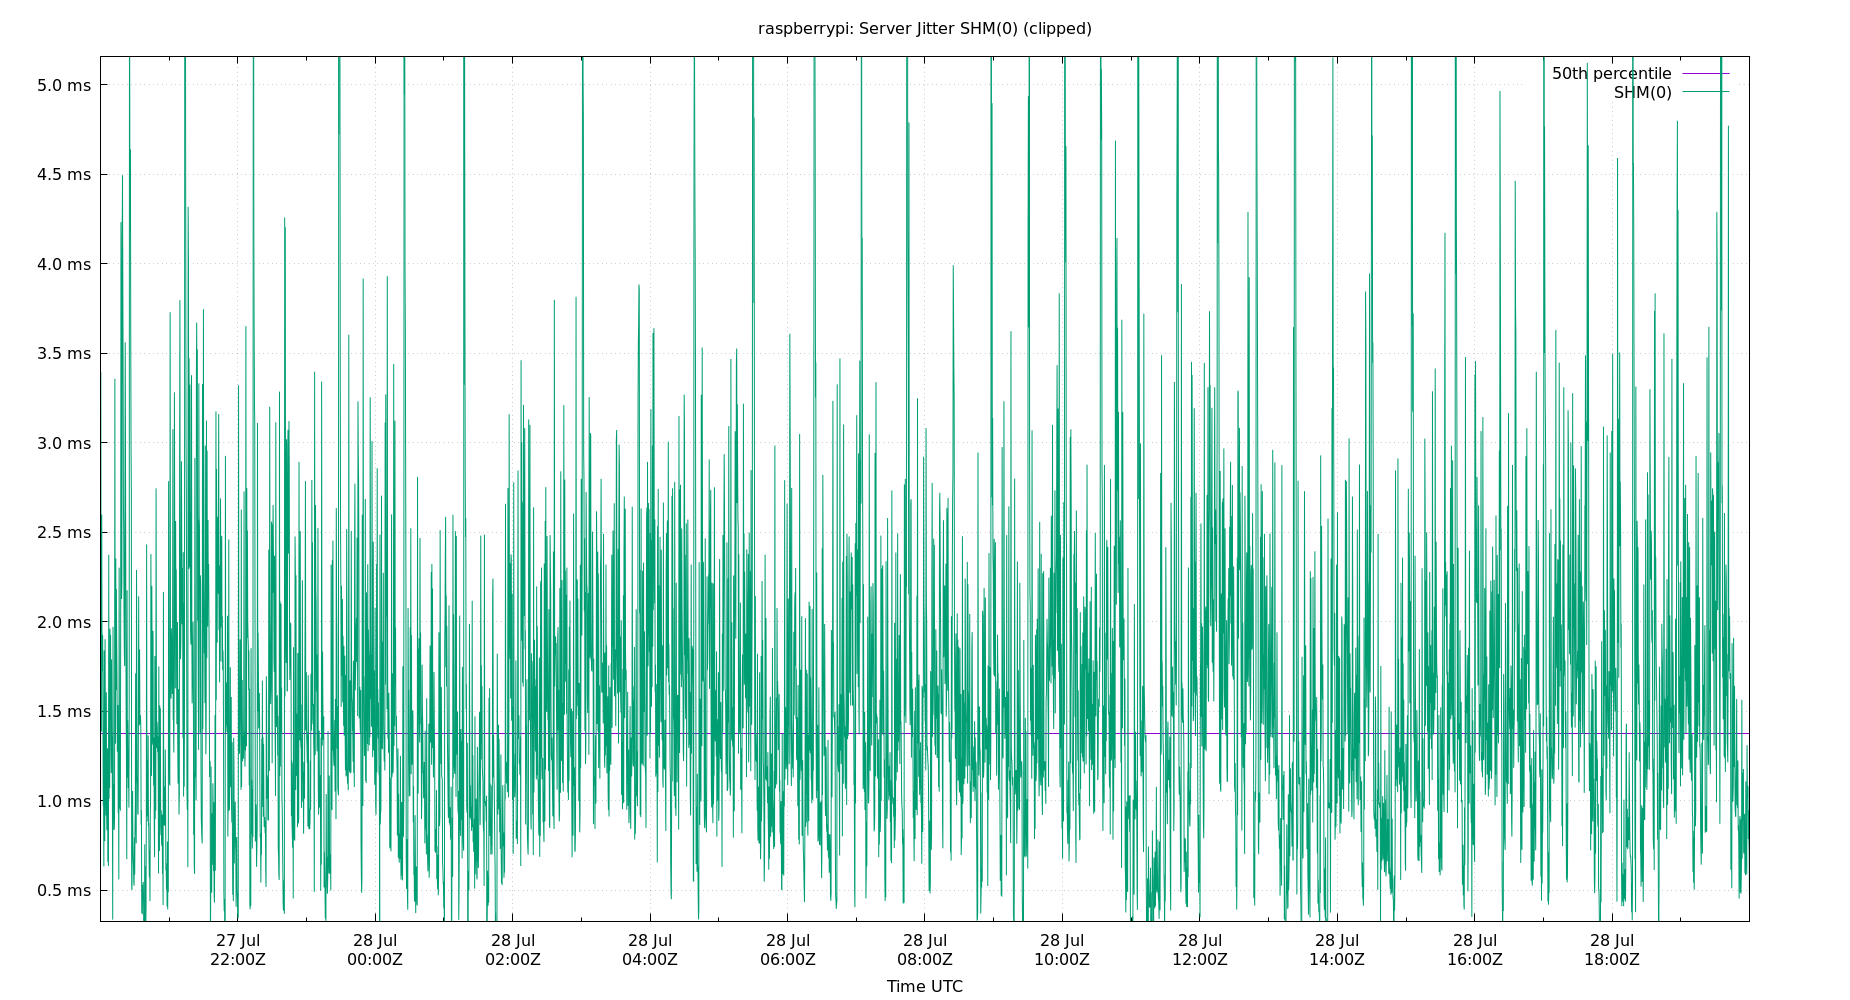 raspberrypi: Server Jitter SHM(0) (clipped)
50th percentile
SHM(0)
5.0 ms
4.5 ms
4.0 ms
3.5 ms
3.0 ms
2.5 ms
2.0 ms
1.5 ms
1.0 ms
0.5 ms
27 Jul 28 Jul 28 Jul 28 Jul 28 Jul 28 Jul 28 Jul 28 Jul 28 Jul 28 Jul 28 Jul
22:00Z 00:00Z 02:00Z 04:00Z 06:00Z 08:00Z 10:00Z 12:00Z 14:00Z 16:00Z 18:00Z
Time UTC